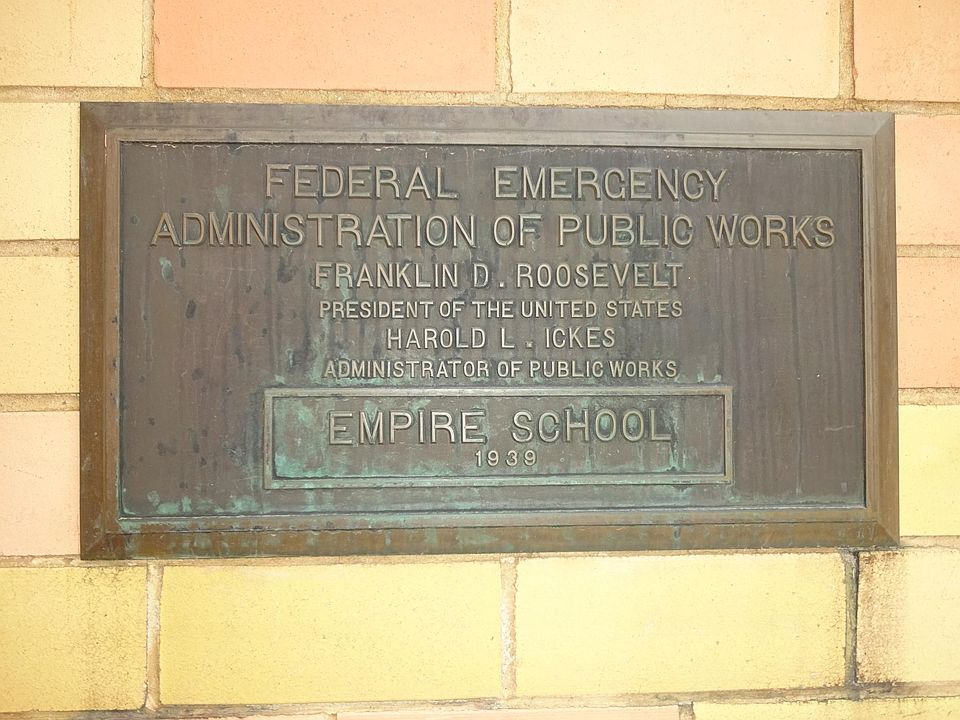 FEDERAL EMERGENCY
ADMINISTRATION OF PUBLIC WORKS
FRANKLIN D. ROOSEVELT
PRESIDENT OF THE UNITED STATES
HAROLD L. ICKES
ADMINISTRATOR OF PUBLIC WORKS
EMPIRE SCHOOL
1939